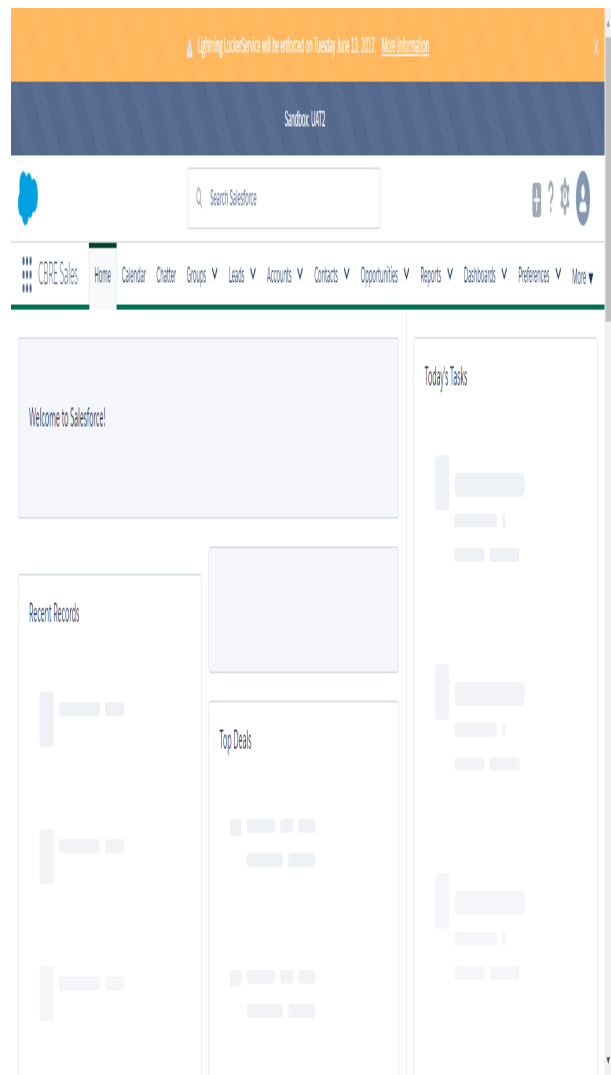 Lightning LockerService will be enforced on Tuesday June 13, 2017. More Information X
Sandbox: UAT2
Search Salesforce
?
CBRE Sales Home Calendar Chatter Groups Leads Accounts Contacts Opportunities Reports Dashboards Preferences More
Welcome to Salesforce!
Today's Tasks
Recent Records
Top Deals